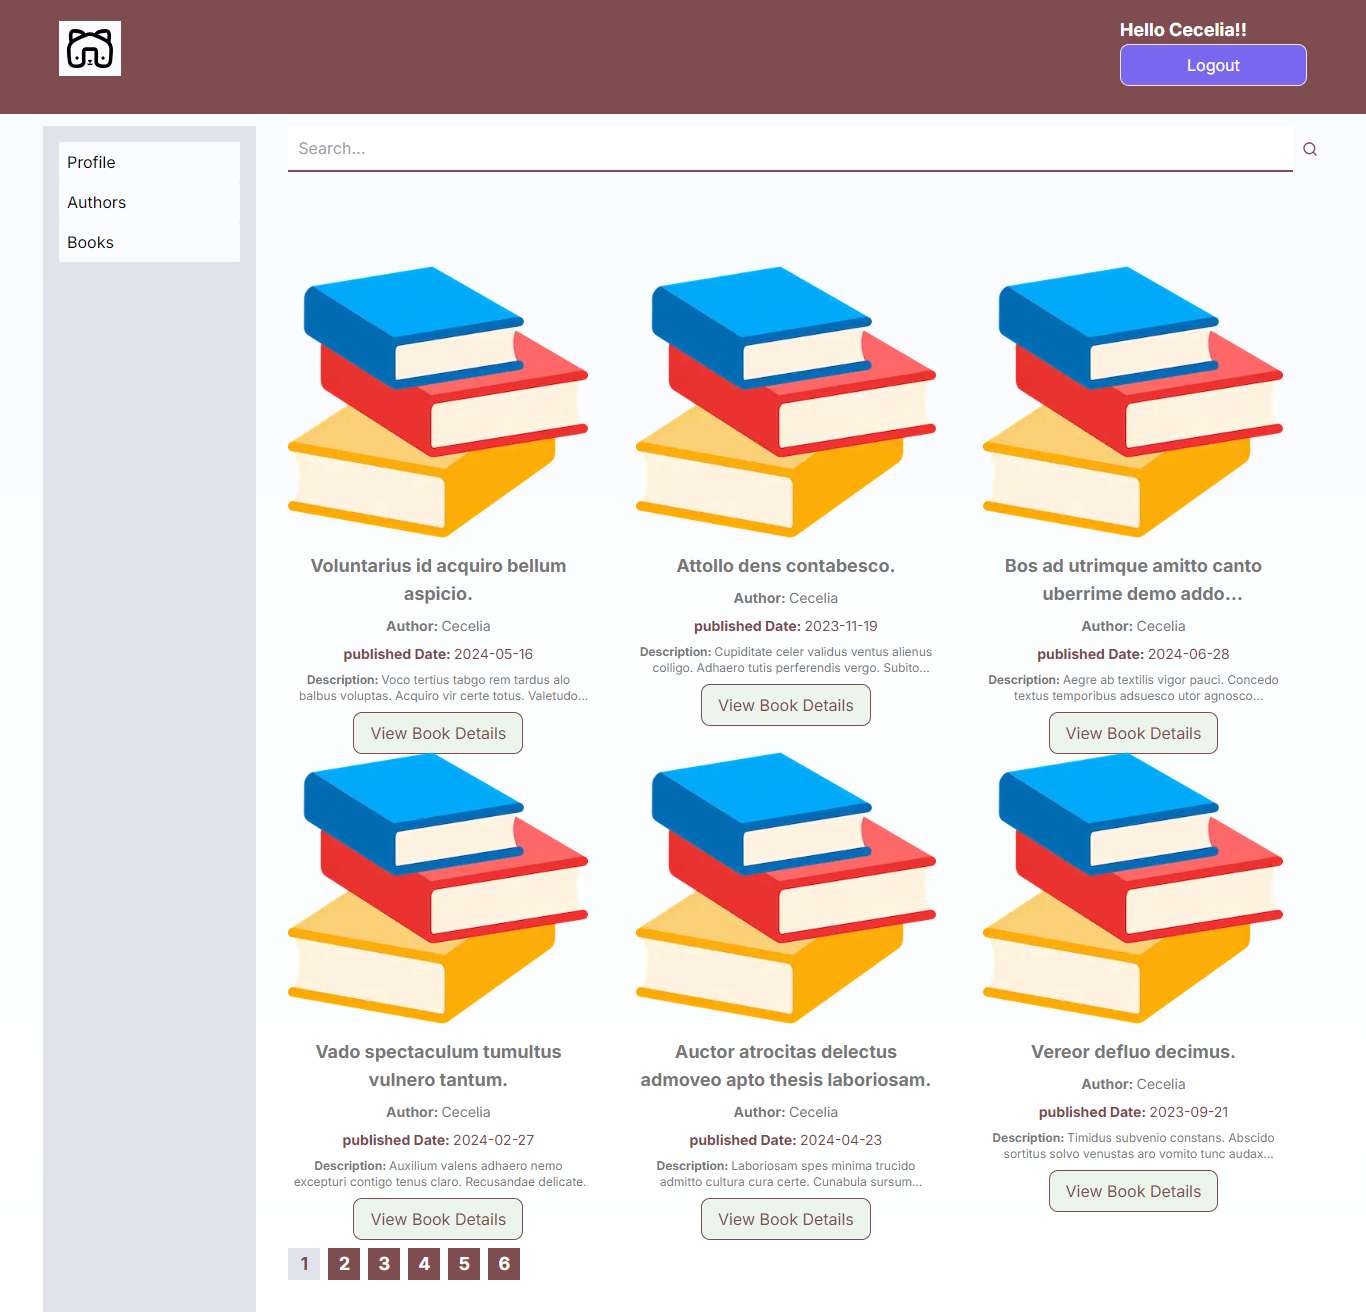 Hello Cecelia!!
Logout
Profile
Authors
Books
Search...
Voluntarius id acquiro bellum
aspicio.
Author: Cecelia
published Date: 2024-05-16
Description: Voco tertius tabgo rem tardus alo
balbus voluptas. Acquiro vir certe totus. Valetudo...
View Book Details
Attollo dens contabesco.
Author: Cecelia
published Date: 2023-11-19
Description: Cupiditate celer validus ventus alienus
colligo. Adhaero tutis perferendis vergo. Subito...
View Book Details
Bos ad utrimque amitto canto
uberrime demo addo...
Author: Cecelia
published Date: 2024-06-28
Description: Aegre ab textilis vigor pauci. Concedo
textus temporibus adsuesco utor agnosco...
View Book Details
Vado spectaculum tumultus
vulnero tantum.
Author: Cecelia
published Date: 2024-02-27
Description: Auxilium valens adhaero nemo
excepturi contigo tenus claro. Recusandae delicate..
View Book Details
Auctor atrocitas delectus
admoveo apto thesis laboriosam.
Author: Cecelia
published Date: 2024-04-23
Description: Laboriosam spes minima trucido
admitto cultura cura certe. Cunabula sursum...
View Book Details
Vereor defluo decimus.
Author: Cecelia
published Date: 2023-09-21
Description: Timidus subvenio constans. Abscido
sortitus solvo venustas aro vomito tunc audax...
View Book Details
1 2 3 4 5 6